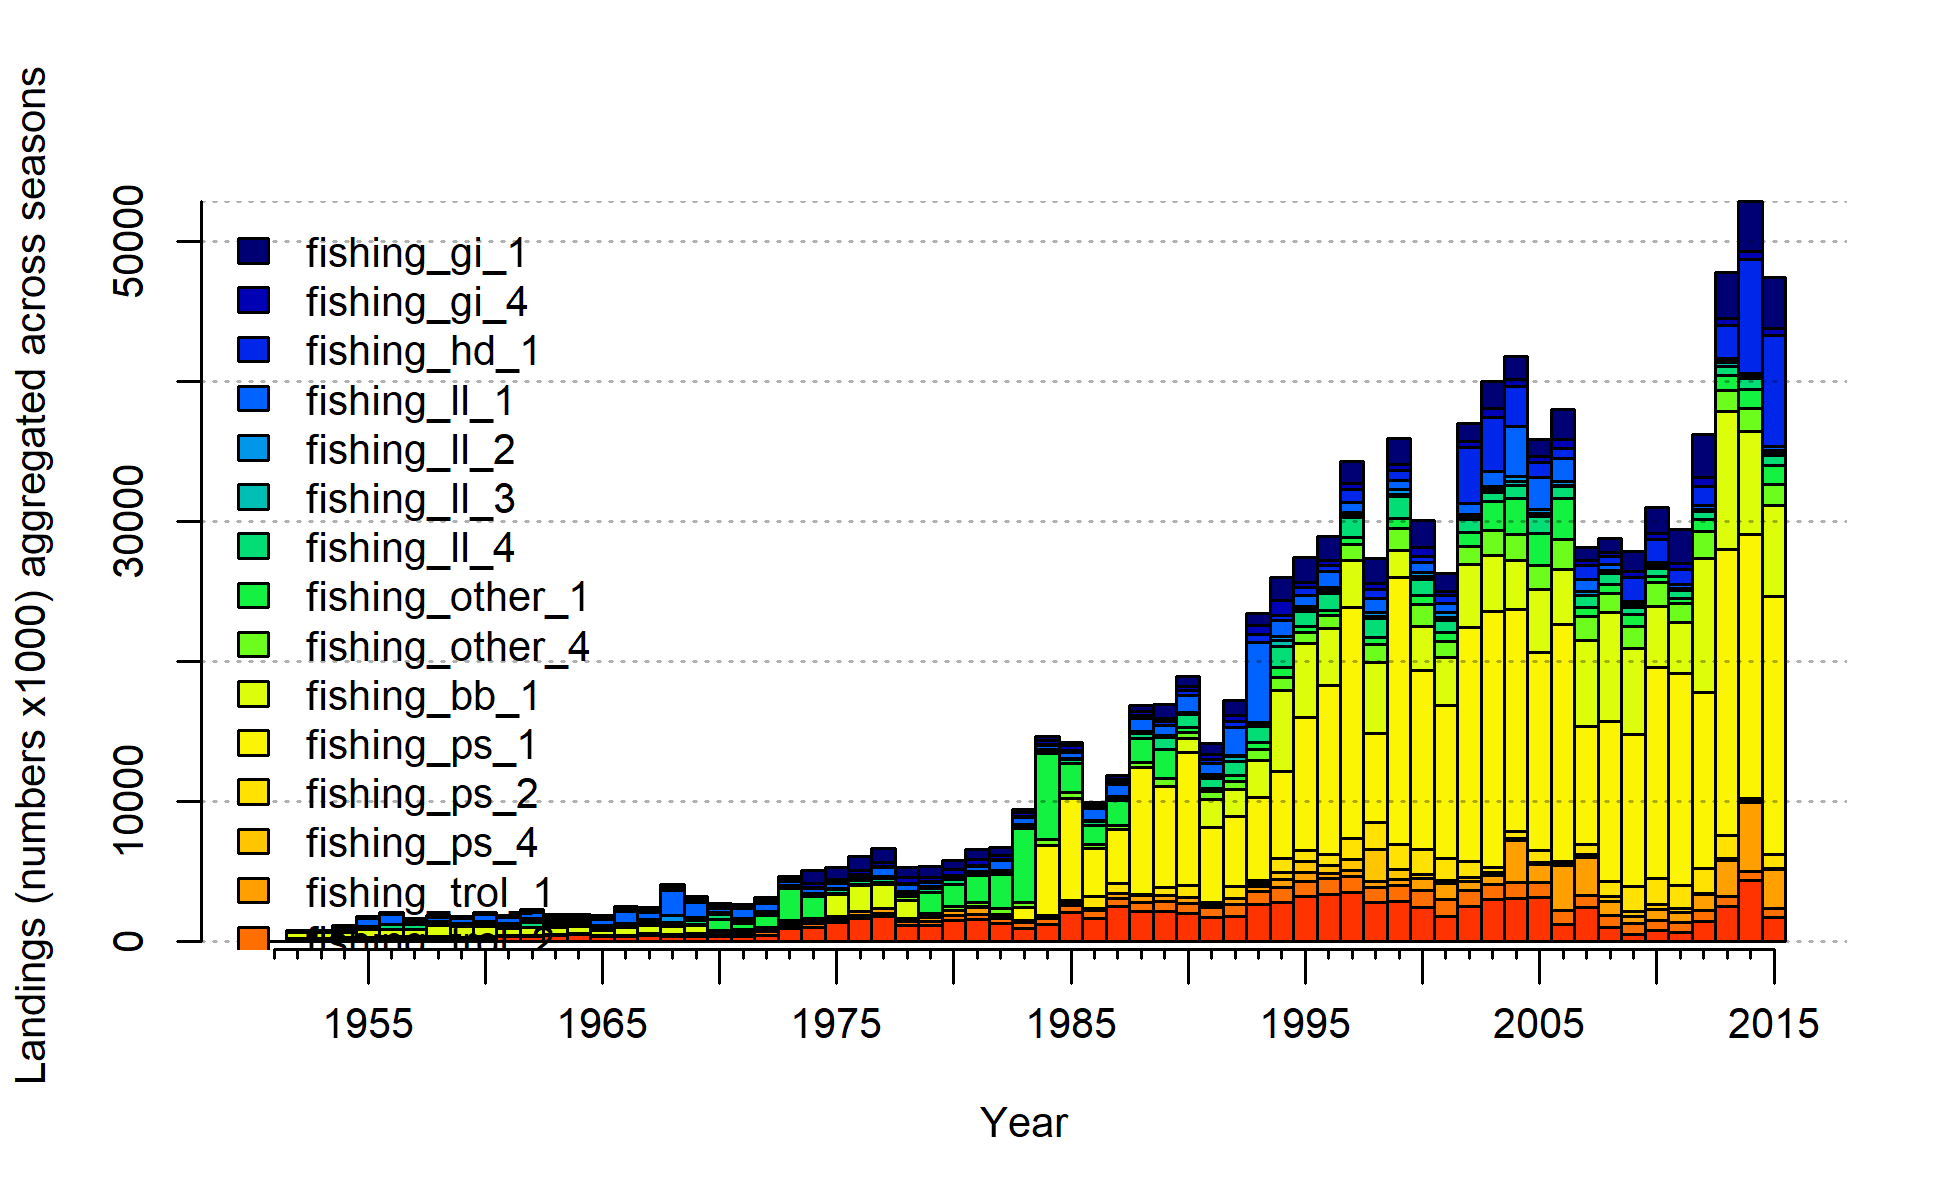 Landings (numbers x1000) aggregated across seasons
50000
30000
10000
0
fishing_gi_1
fishing_gi_4
fishing_hd_1
fishing_ll_1
fishing_ll_2
fishing_ll_3
fishing_ll_4
fishing_other_1
fishing_other_4
fishing_bb_1
fishing_ps_1
fishing_ps_2
fishing_ps_4
fishing_trol_1
fishing_trol_2
1955 1965 1975 1985 1995 2005 2015
Year